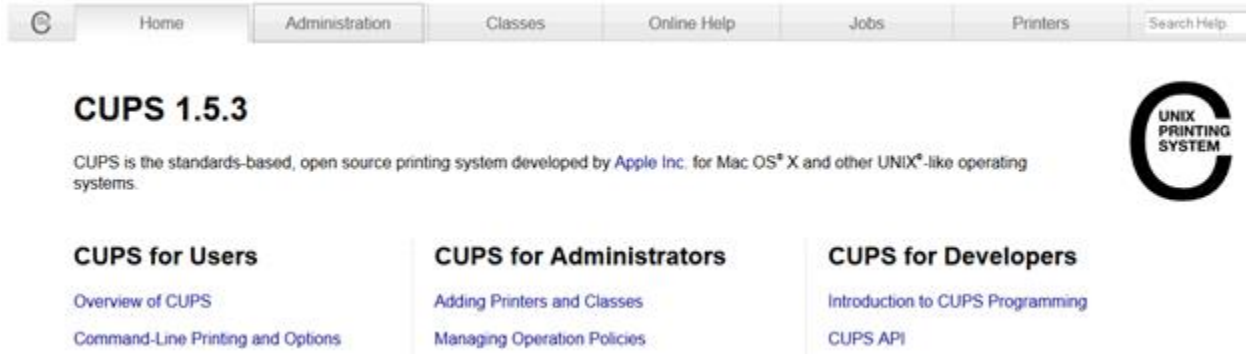 Home Administration Classes Online Help Jobs Printers Search Help
CUPS 1.5.3
UNIX
PRINTING
SYSTEM
CUPS is the standards-based, open source printing system developed by Apple Inc. for Mac OS® X and other UNIX®-like operating
systems.
CUPS for Users
Overview of CUPS
Command-Line Printing and Options
CUPS for Administrators
Adding Printers and Classes
Managing Operation Policies
CUPS for Developers
Introduction to CUPS Programming
CUPS API